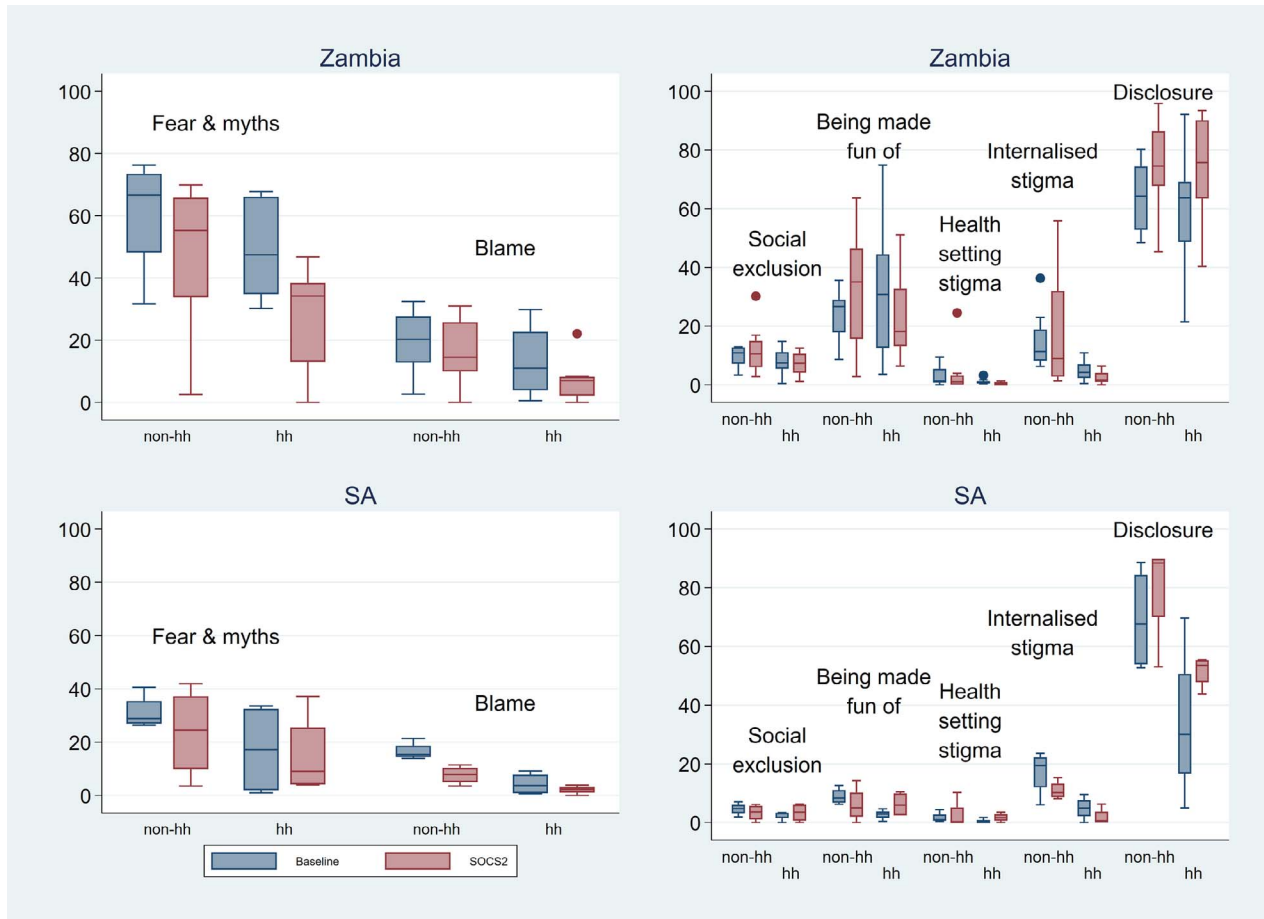 Zambia
100
80
60
40
20
0
Fear & myths
Blame
non-hh
hh
non-hh
hh
Zambia
100
80
60
40
20
0
Social
exclusion
Being made
fun of
Health
setting
stigma
Internalised
stigma
Disclosure
non-hh
hh
non-hh
hh
non-hh
hh
non-hh
hh
non-hh
hh
SA
100
80
60
40
20
0
Fear & myths
Blame
non-hh
hh
non-hh
hh
Baseline
SOCS2
SA
100
80
60
40
20
0
Social
exclusion
Being made
fun of
Health
setting
stigma
Internalised
stigma
Disclosure
non-hh
hh
non-hh
hh
non-hh
hh
non-hh
hh
non-hh
hh